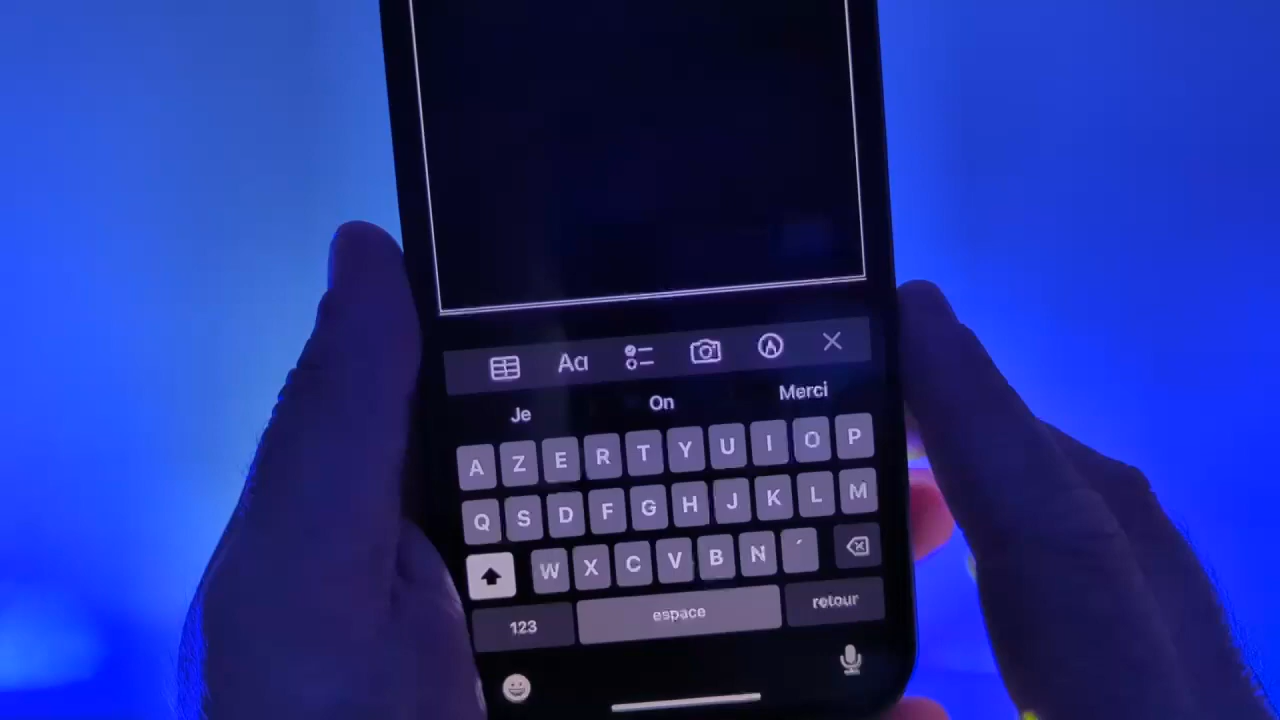 Aa
Je On Merci
A Z E R T Y U I O P
Q S D F G H J K L M
W X C V B N ´
123 espace retour